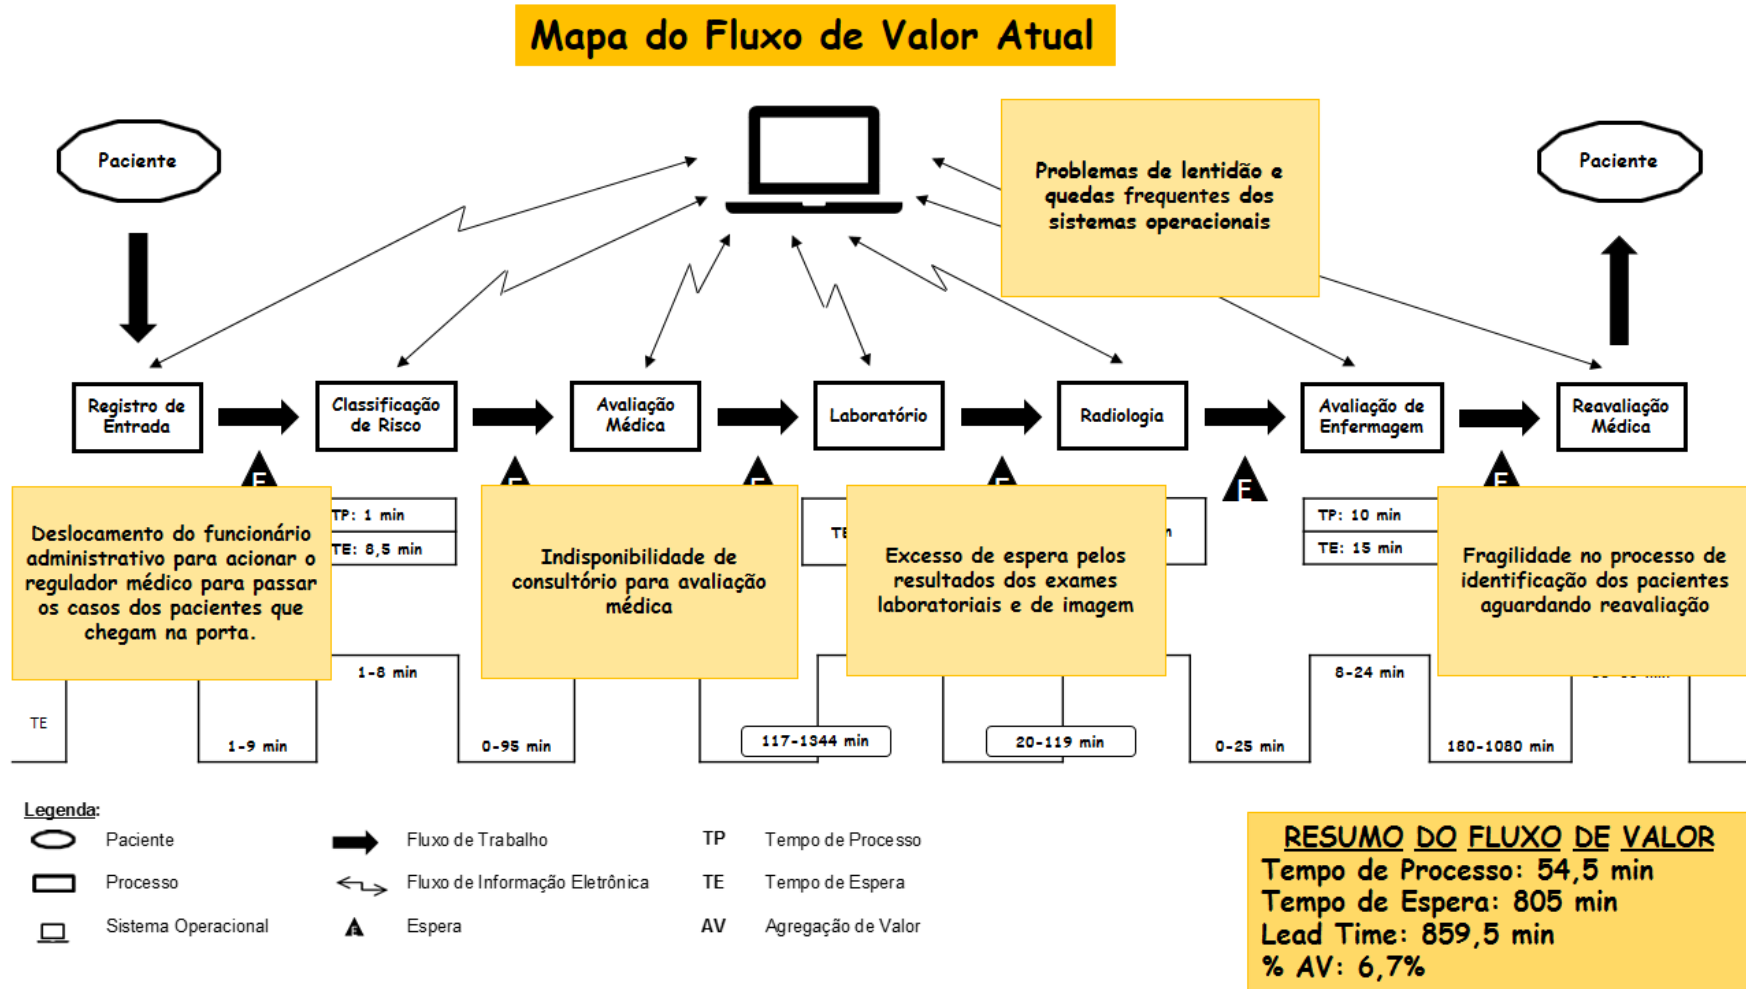 Mapa do Fluxo de Valor Atual
Paciente
Problemas de lentidão e
quedas frequentes dos
sistemas operacionais
Paciente
Registro de
Entrada
Classificação
de Risco
Avaliação
Médica
Laboratório
Radiologia
Avaliação de
Enfermagem
Reavaliação
Médica
E
E
E
E
E
E
Deslocamento do funcionário
administrativo para acionar o
regulador médico para passar
os casos dos pacientes que
chegam na porta.
TP: 1 min
TE: 8,5 min
Indisponibilidade de
consultório para avaliação
médica
TE
Excesso de espera pelos
resultados dos exames
laboratoriais e de imagem
TP: 10 min
TE: 15 min
Fragilidade no processo de
identificação dos pacientes
aguardando reavaliação
1-8 min
8-24 min
TE
1-9 min
0-95 min
117-1344 min
20-119 min
0-25 min
180-1080 min
Legenda:
Paciente
Fluxo de Trabalho
TP
Tempo de Processo
Processo
Fluxo de Informação Eletrônica
TE
Tempo de Espera
Sistema Operacional
E
Espera
AV
Agregação de Valor
RESUMO DO FLUXO DE VALOR
Tempo de Processo: 54,5 min
Tempo de Espera: 805 min
Lead Time: 859,5 min
% AV: 6,7%